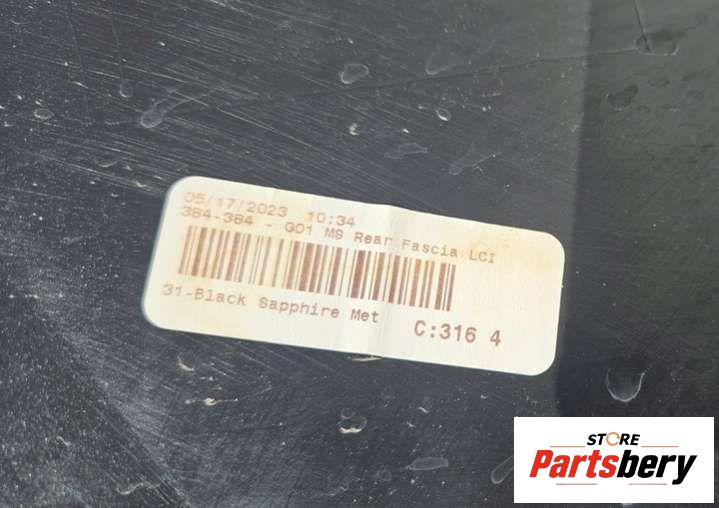 05/17/2023 10:34
384-384 - G01 MS Rear Fascia LCI
31-Black Sapphire Met
C:316 4
STORE
Partsbery